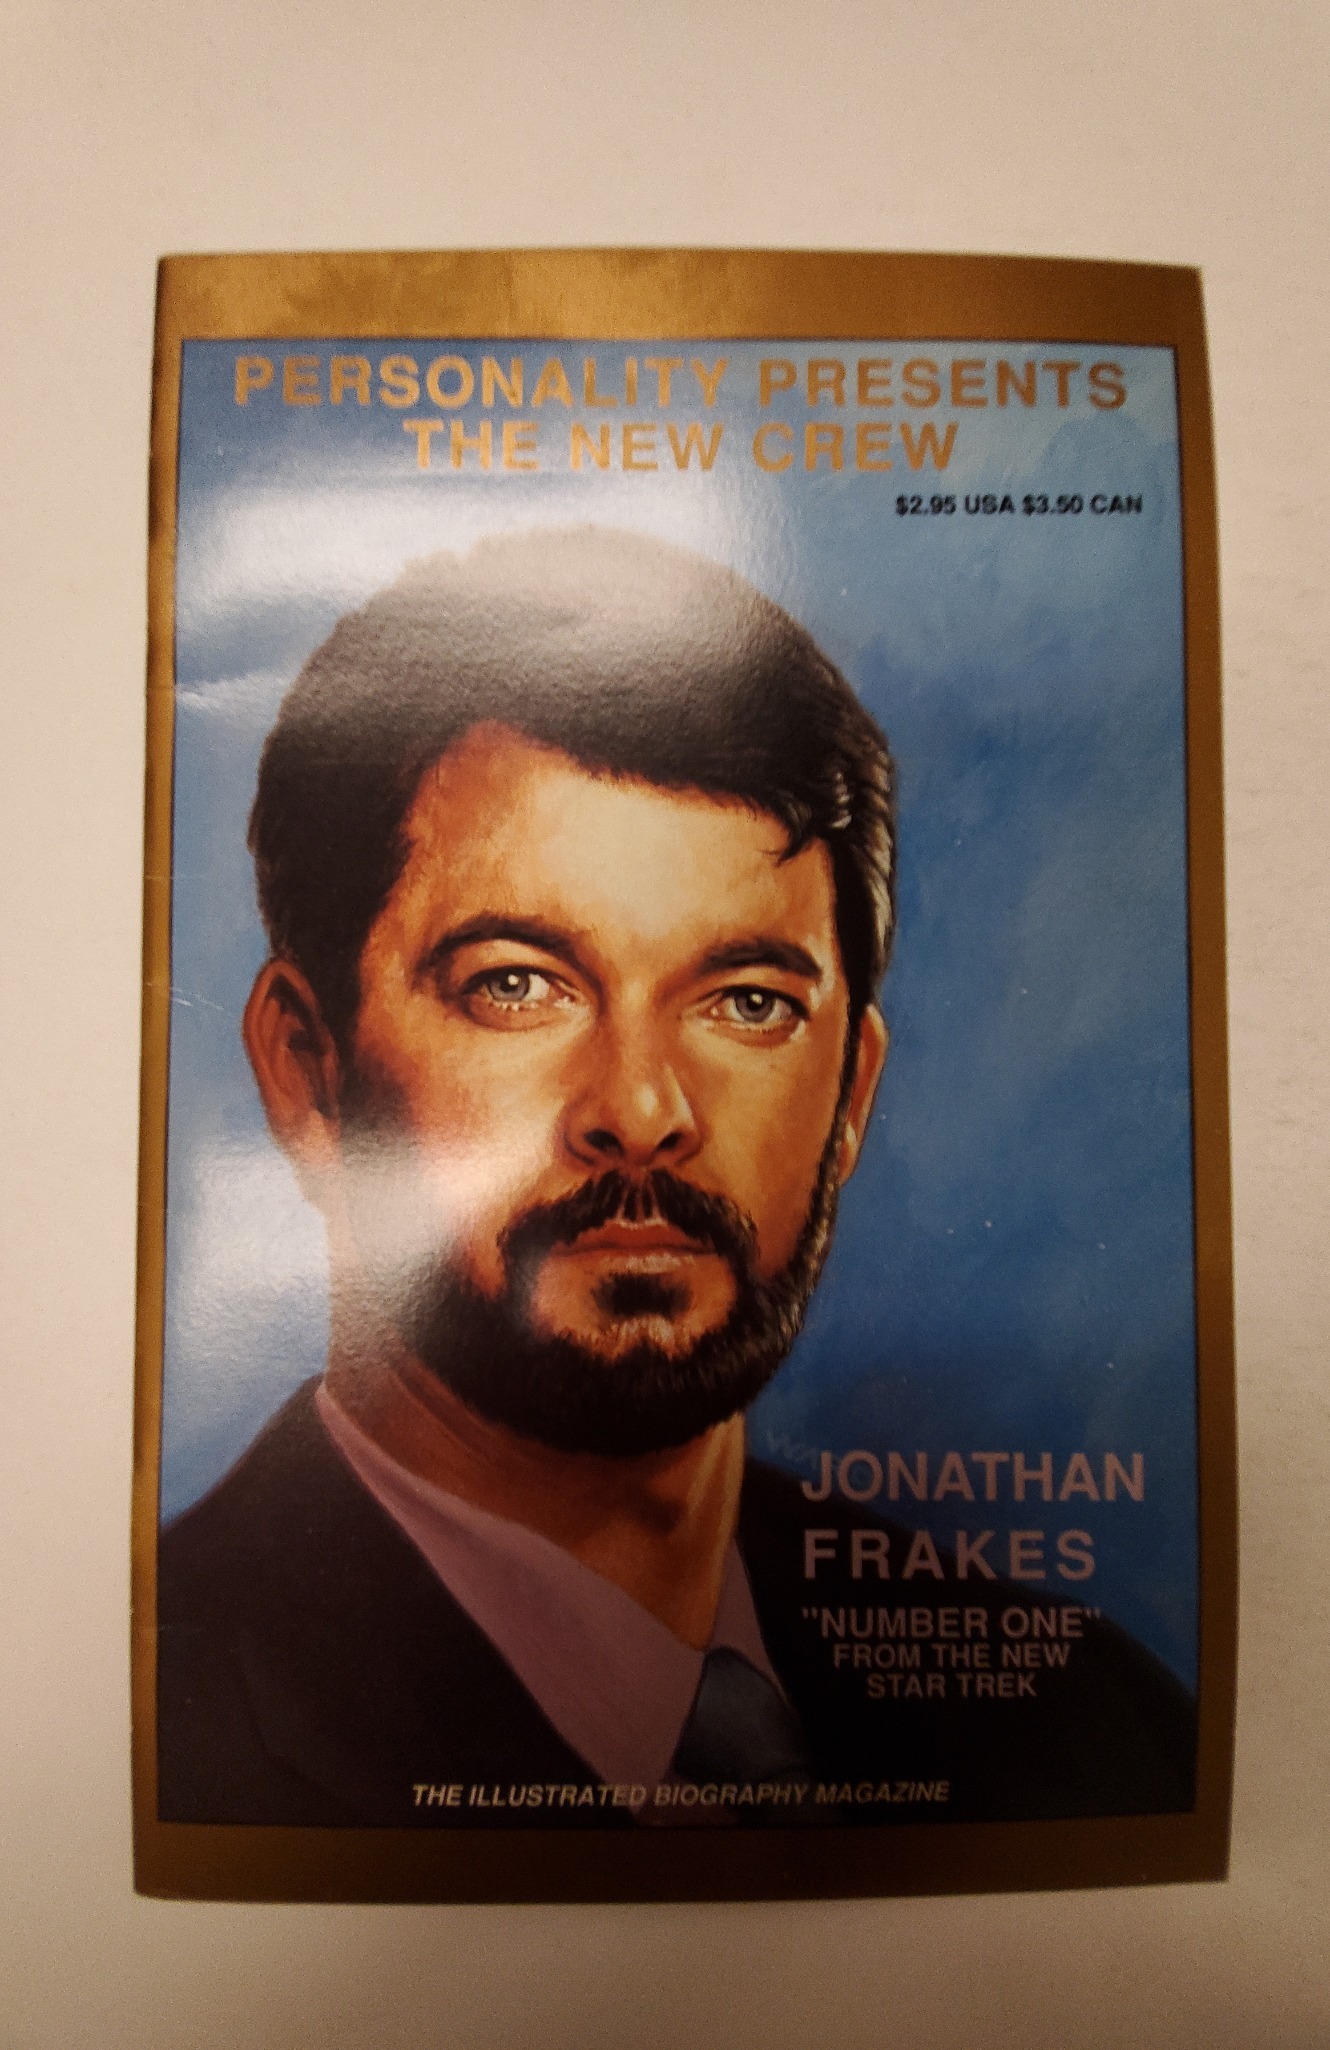 PERSONALITY PRESENTS
THE NEW CREW
$2.95 USA $3.50 CAN
JONATHAN
FRAKES
"NUMBER ONE"
FROM THE NEW
STAR TREK
THE ILLUSTRATED BIOGRAPHY MAGAZINE